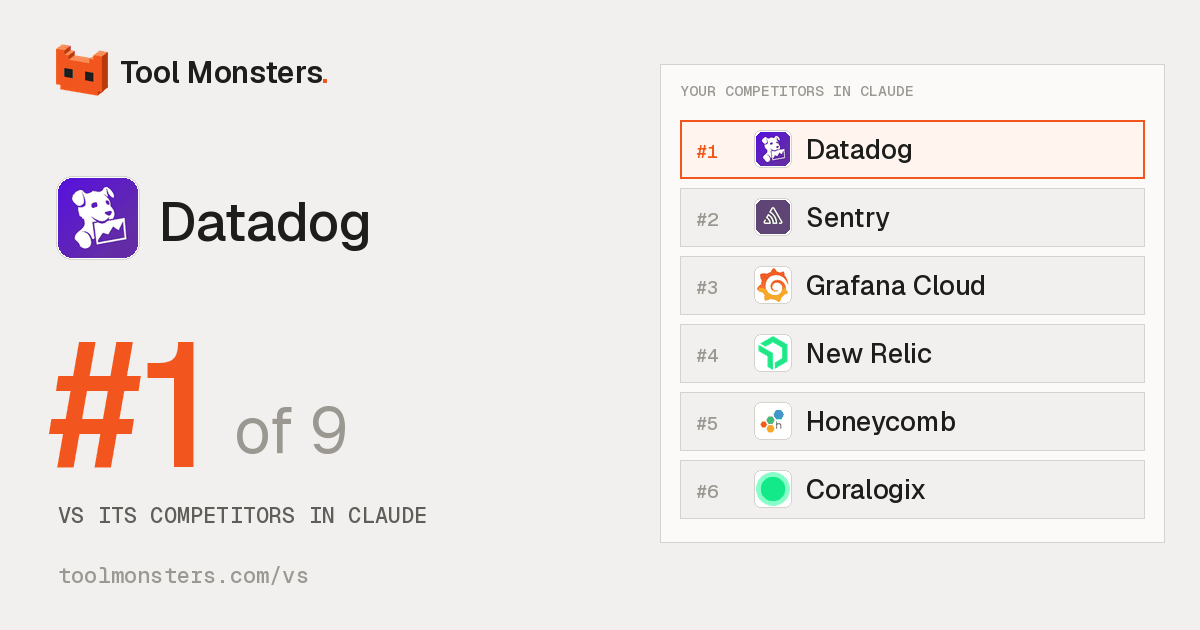 Tool Monsters.
Datadog
#1 of 9
VS ITS COMPETITORS IN CLAUDE
toolmonsters.com/vs
YOUR COMPETITORS IN CLAUDE
#1 Datadog
#2 Sentry
#3 Grafana Cloud
#4 New Relic
#5 h Honeycomb
#6 Coralogix